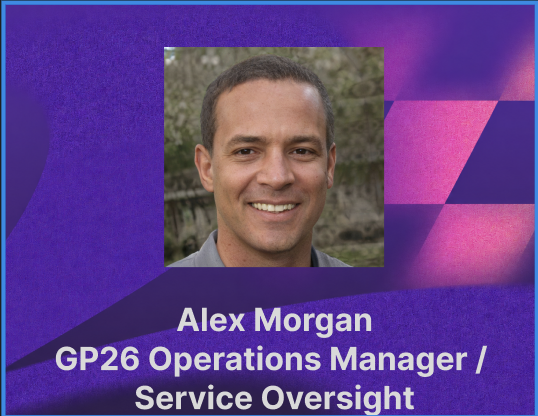 Alex Morgan
GP26 Operations Manager /
Service Oversight